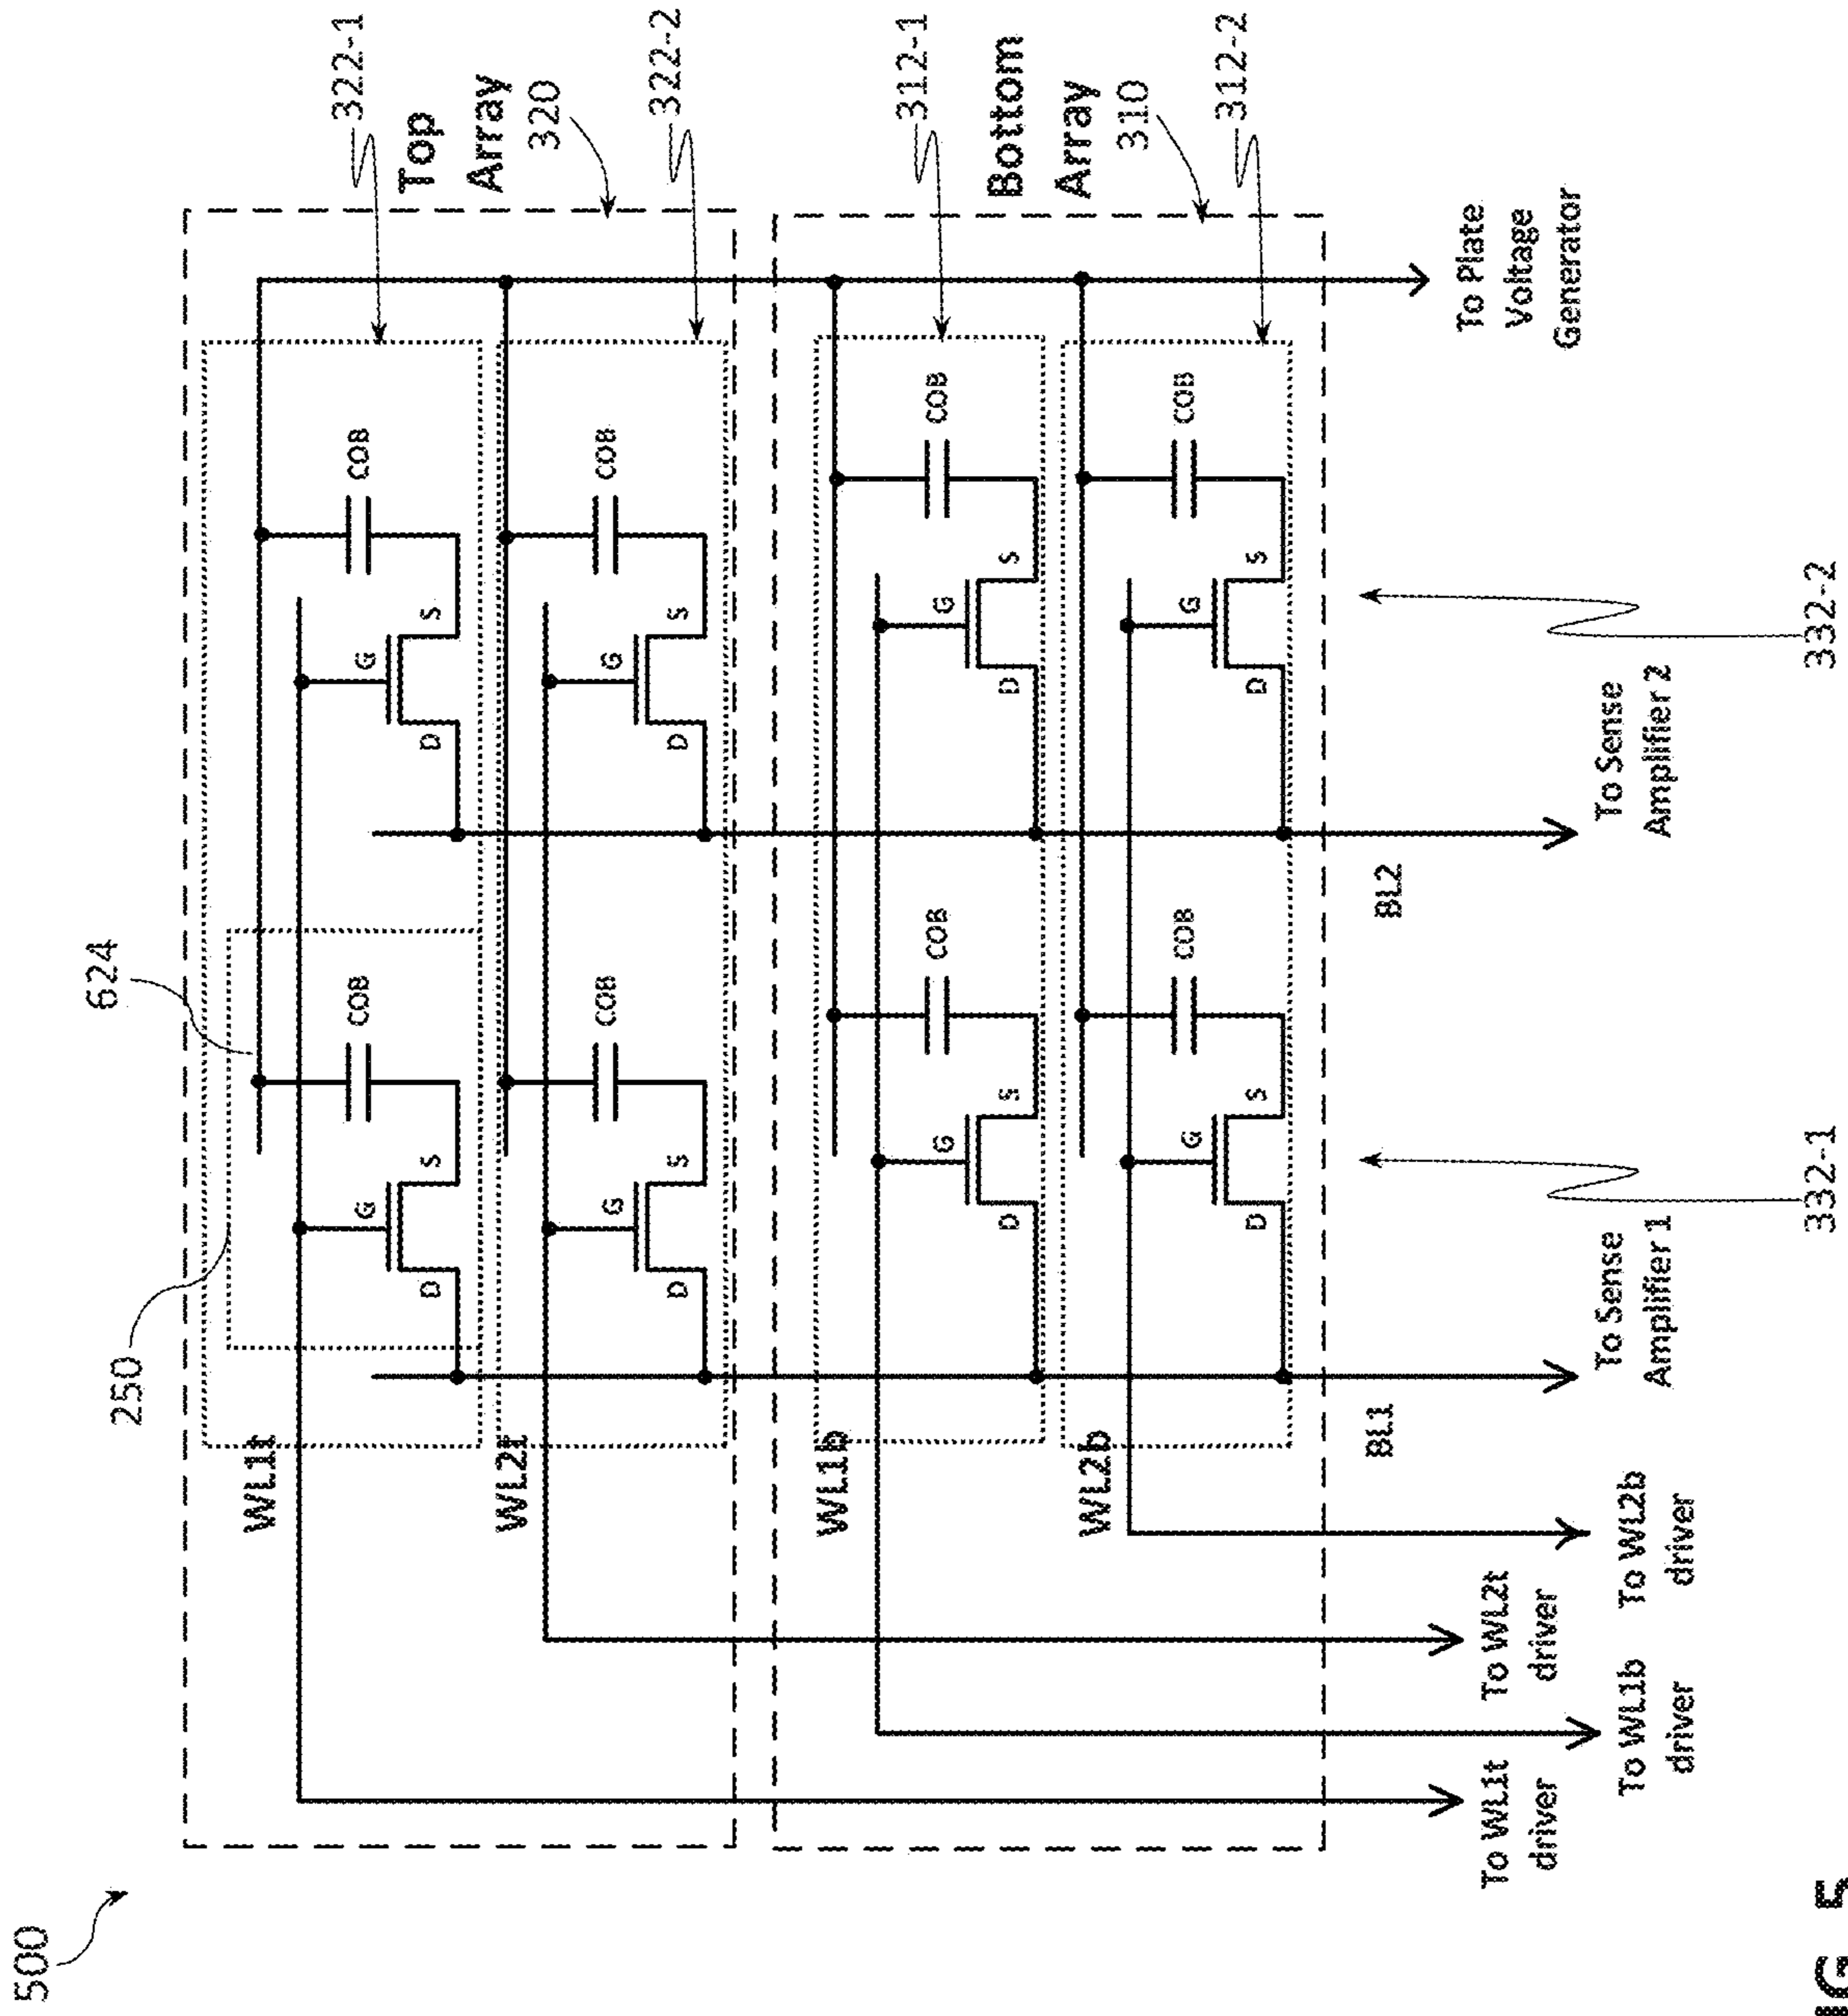 500
250
624
WL1t
D
G
S
COB
D
G
S
COB
322-1
Top
Array
320
WL2t
D
G
S
COB
D
G
S
COB
322-2
WL1b
D
G
S
COB
D
G
S
COB
312-1
Bottom
Array
310
WL2b
D
G
S
COB
D
G
S
COB
312-2
BL1
BL2
To WL1t
driver
To WL1b
driver
To WL2t
driver
To WL2b
driver
To Sense
Amplifier 1
To Sense
Amplifier 2
To Plate
Voltage
Generator
332-1
332-2